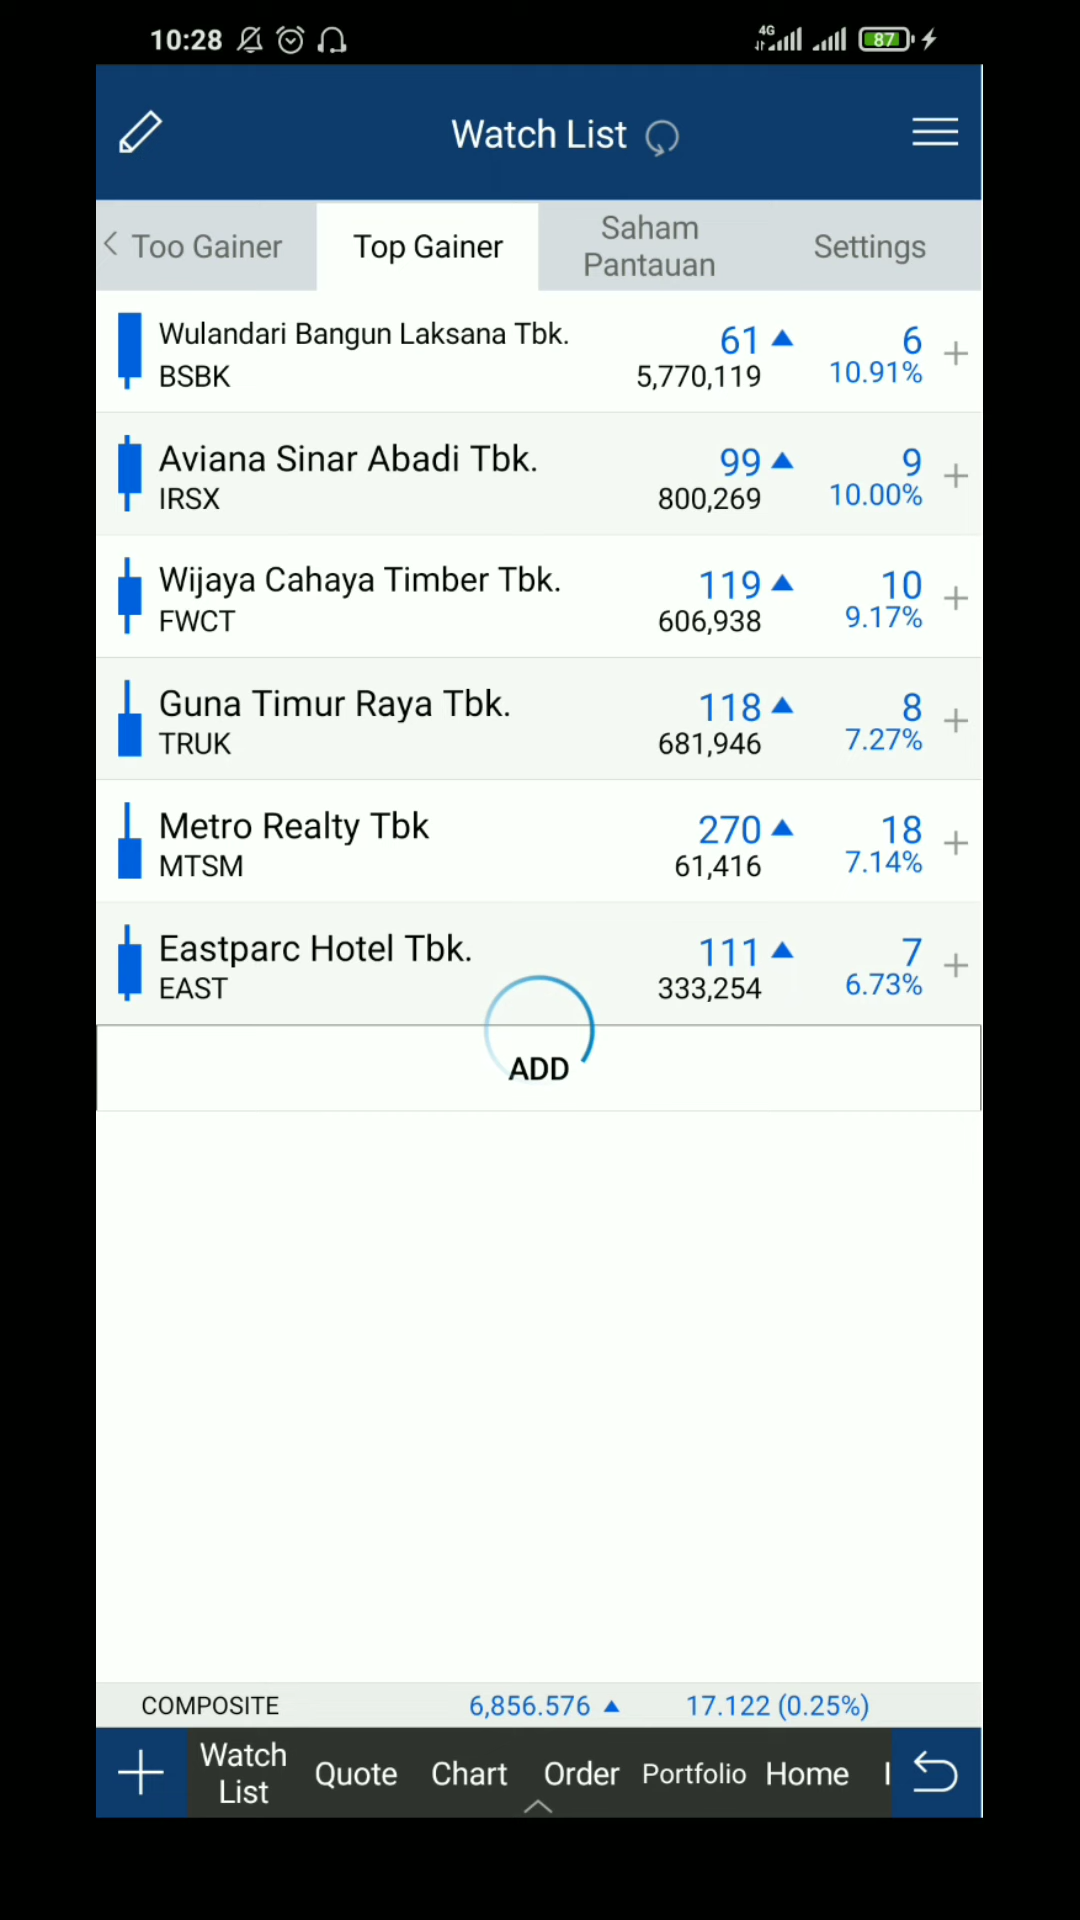 10:28 4G 87
Watch List
Too Gainer Top Gainer Saham Pantauan Settings
Wulandari Bangun Laksana Tbk. 61 6
BSBK 5,770,119 10.91%
Aviana Sinar Abadi Tbk. 99 9
IRSX 800,269 10.00%
Wijaya Cahaya Timber Tbk. 119 10
FWCT 606,938 9.17%
Guna Timur Raya Tbk. 118 8
TRUK 681,946 7.27%
Metro Realty Tbk 270 18
MTSM 61,416 7.14%
Eastparc Hotel Tbk. 111 7
EAST 333,254 6.73%
ADD
COMPOSITE 6,856.576 17.122 (0.25%)
Watch List Quote Chart Order Portfolio Home